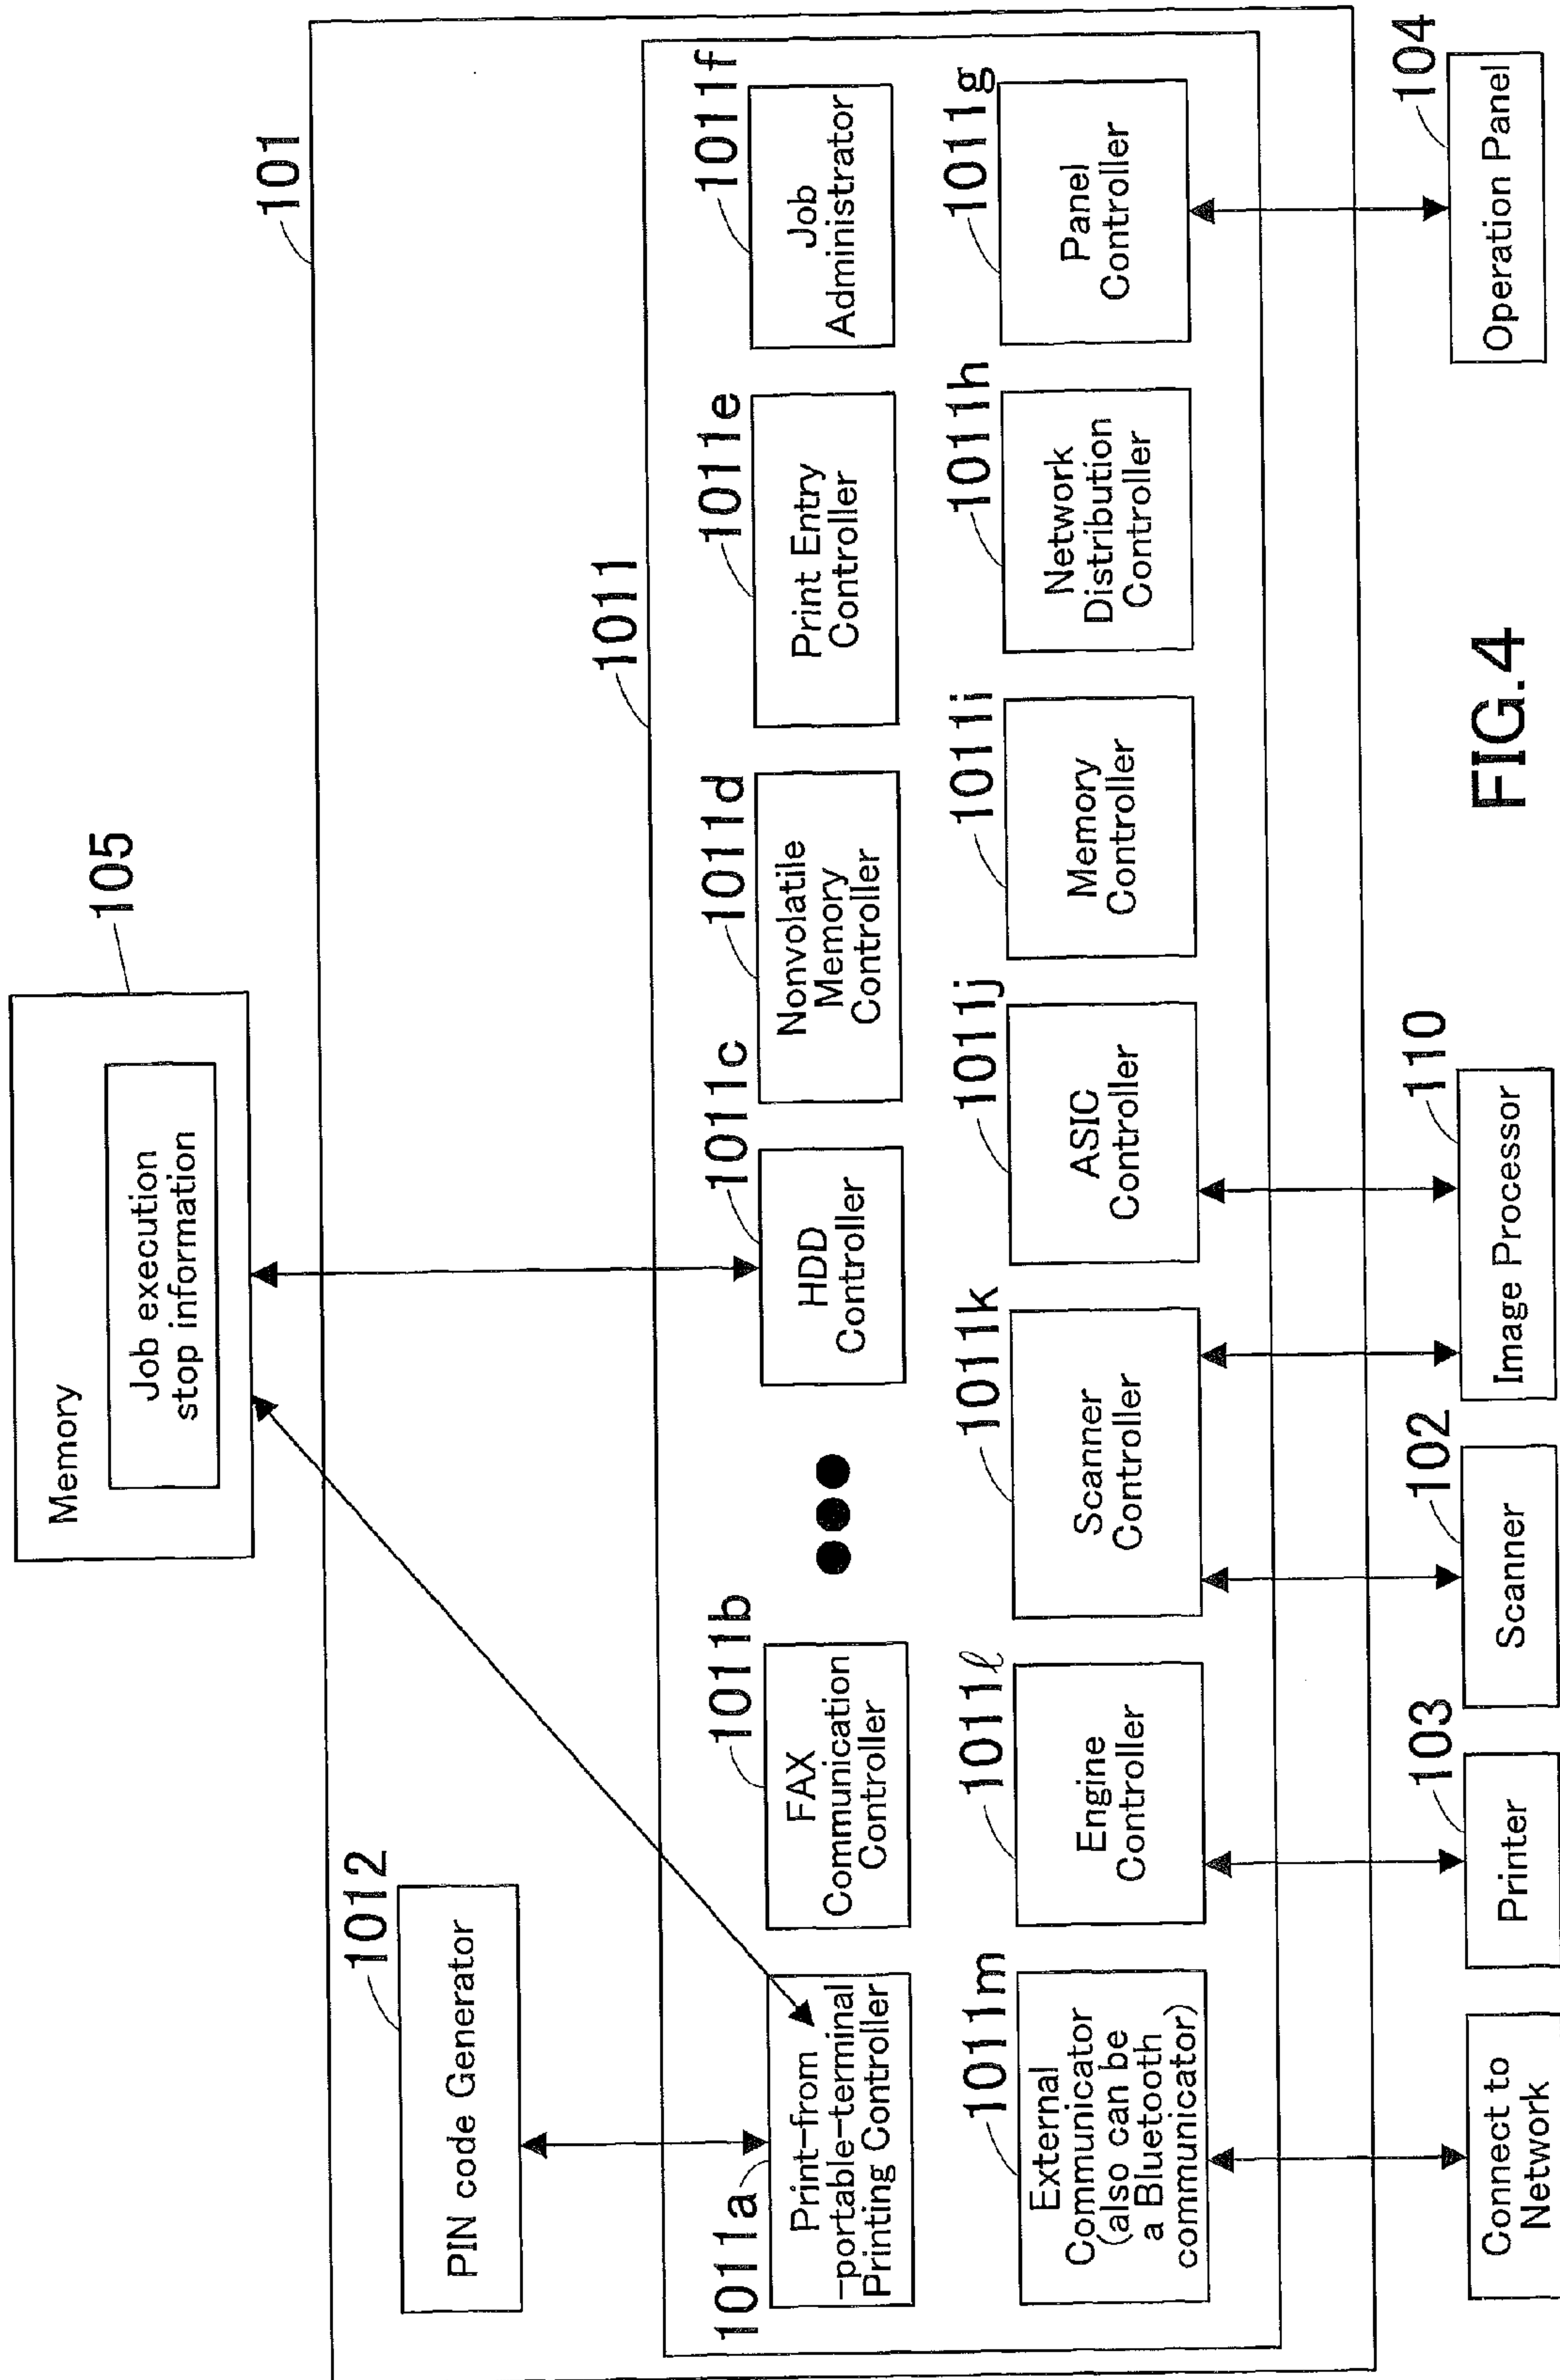 Memory
Job execution
stop information
105
101
1012
PIN code Generator
1011
1011a
Print-from
-portable-terminal
Printing Controller
1011b
FAX
Communication
Controller
1011c
HDD
Controller
1011d
Nonvolatile
Memory
Controller
1011e
Print Entry
Controller
1011f
Job
Administrator
1011m
External
Communicator
(also can be
a Bluetooth
communicator)
1011ℓ
Engine
Controller
1011k
Scanner
Controller
1011j
ASIC
Controller
1011i
Memory
Controller
1011h
Network
Distribution
Controller
1011g
Panel
Controller
Connect to
Network
103
Printer
102
Scanner
110
Image Processor
104
Operation Panel
FIG.4